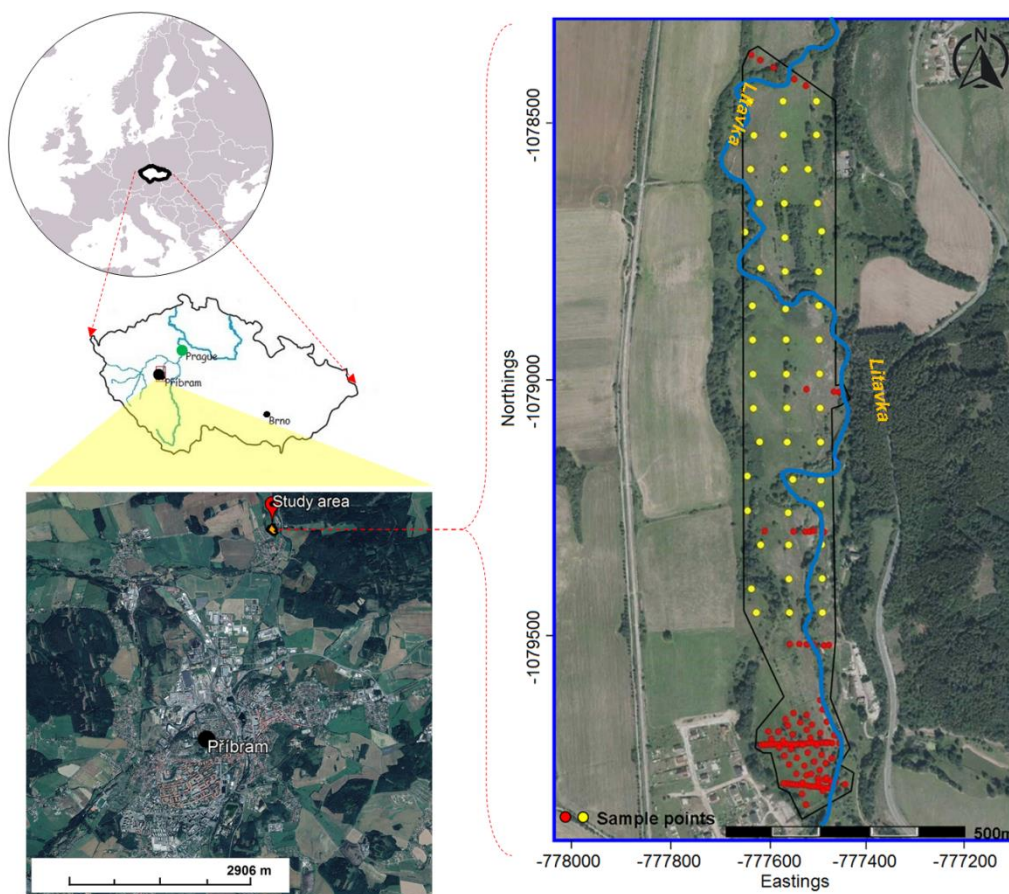 Prague
Příbram
Brno
Study area
Příbram
2906 m
N
Litavka
Litavka
Sample points
500m
Northings
-1078500
-1079000
-1079500
-778000
-777800
-777600
-777400
-777200
Eastings